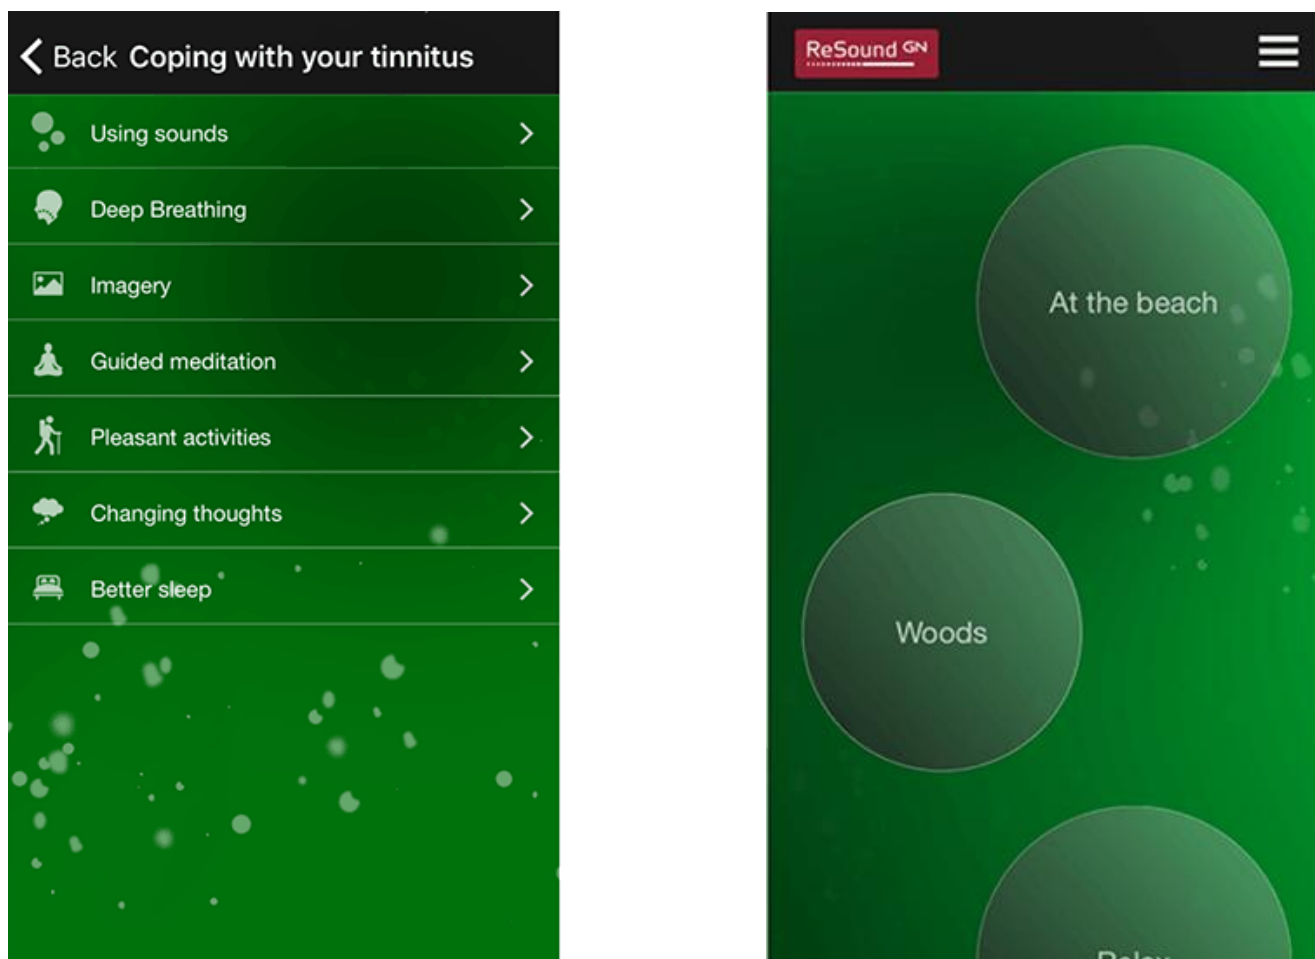 Back Coping with your tinnitus
Using sounds
Deep Breathing
Imagery
Guided meditation
Pleasant activities
Changing thoughts
Better sleep
ReSound GN
At the beach
Woods
Relax